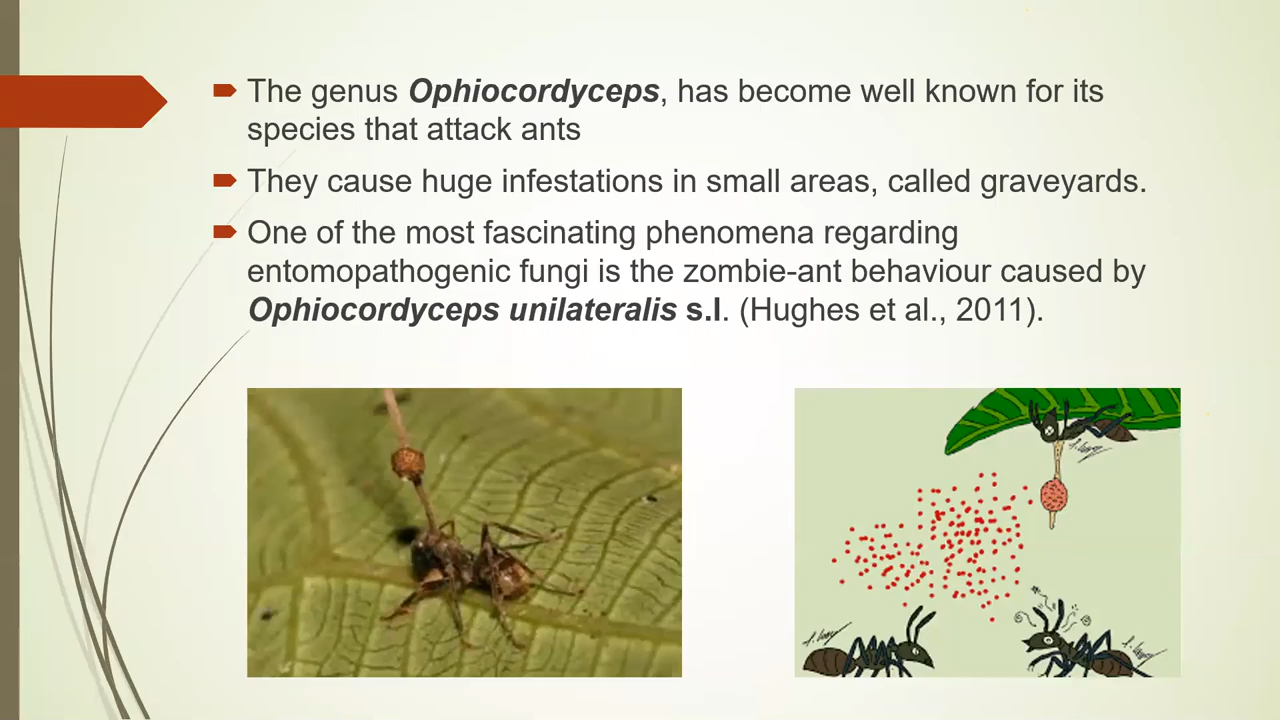 The genus Ophiocordyceps, has become well known for its
species that attack ants
They cause huge infestations in small areas, called graveyards.
One of the most fascinating phenomena regarding
entomopathogenic fungi is the zombie-ant behaviour caused by
Ophiocordyceps unilateralis s.l. (Hughes et al., 2011).